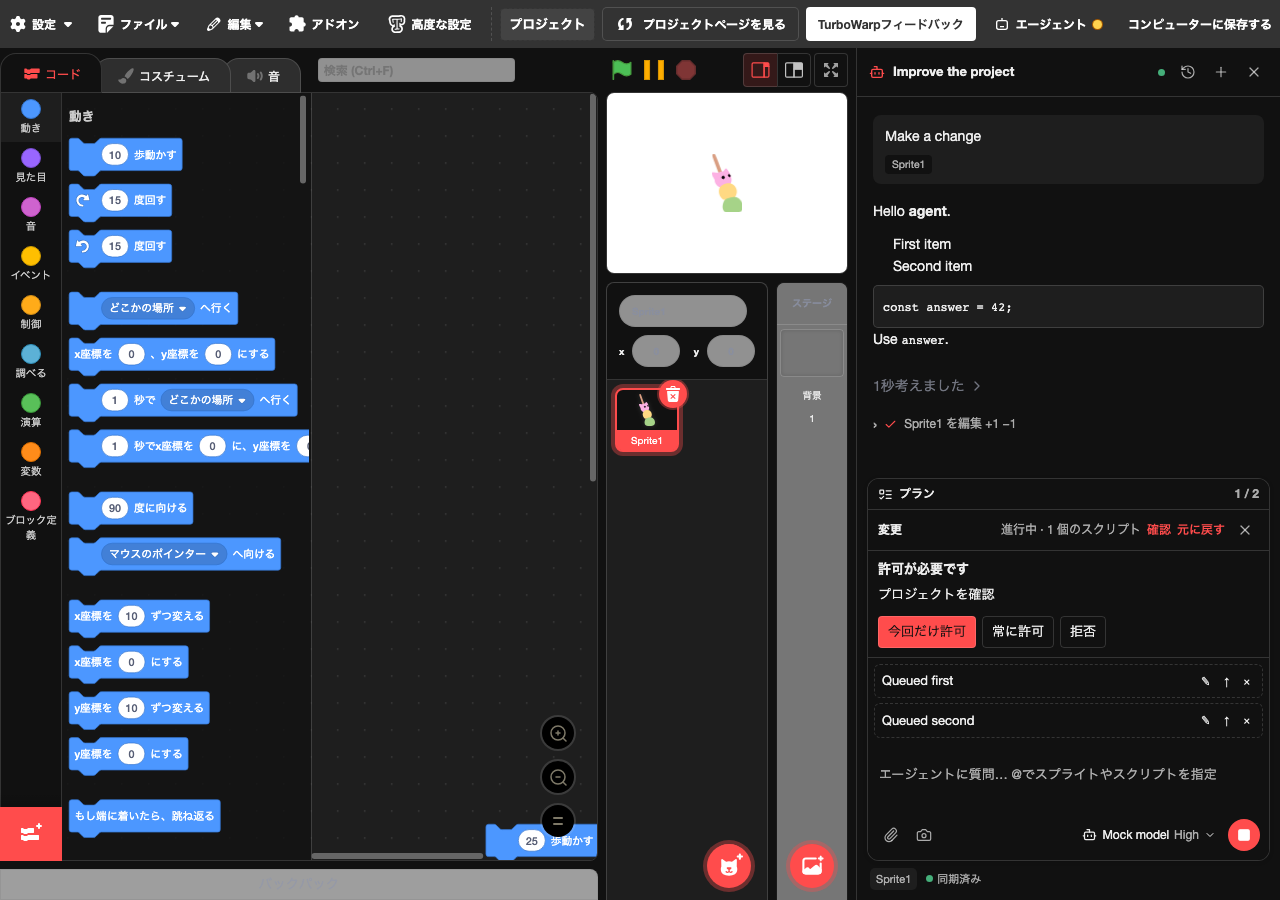 設定
ファイル
編集
アドオン
高度な設定
プロジェクト
プロジェクトページを見る
TurboWarpフィードバック
エージェント
コンピューターに保存する
コード
コスチューム
音
検索 (Ctrl+F)
動き
見た目
音
イベント
制御
調べる
演算
変数
ブロック定義
動き
10 歩動かす
15 度回す
15 度回す
どこかの場所 へ行く
x座標を 0 、y座標を 0 にする
1 秒で どこかの場所 へ行く
1 秒でx座標を 0 に、y座標を
90 度に向ける
マウスのポインター へ向ける
x座標を 10 ずつ変える
x座標を 0 にする
y座標を 10 ずつ変える
y座標を 0 にする
もし端に着いたら、跳ね返る
25 歩動かす
バックパック
x
y
Sprite1
ステージ
背景
1
Improve the project
Make a change
Sprite1
Hello agent.
First item
Second item
const answer = 42;
Use answer.
1秒考えました
Sprite1 を編集 +1 −1
プラン
1 / 2
変更
進行中 · 1 個のスクリプト 確認 元に戻す
許可が必要です
プロジェクトを確認
今回だけ許可
常に許可
拒否
Queued first
Queued second
エージェントに質問... @でスプライトやスクリプトを指定
Mock model High
Sprite1
同期済み